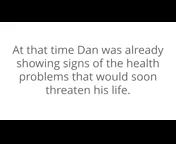 At that time Dan was already
showing signs of the health
problems that would soon
threaten his life.